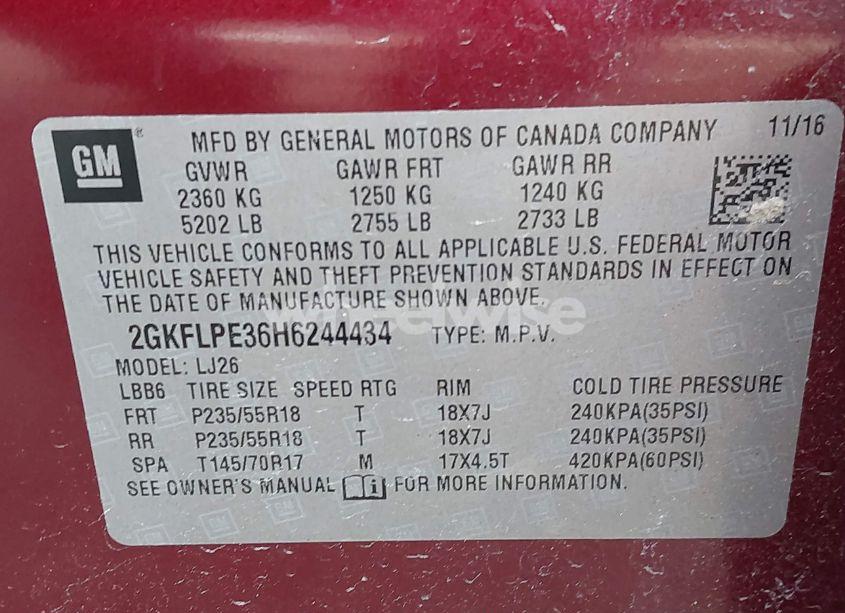 GM ® MFD BY GENERAL MOTORS OF CANADA COMPANY 11/16
GVWR GAWR FRT GAWR RR
2360 KG 1250 KG 1240 KG
5202 LB 2755 LB 2733 LB
THIS VEHICLE CONFORMS TO ALL APPLICABLE U.S. FEDERAL MOTOR
VEHICLE SAFETY AND THEFT PREVENTION STANDARDS IN EFFECT ON
THE DATE OF MANUFACTURE SHOWN ABOVE.
wheelwise
2GKFLPE36H6244434 TYPE: M.P.V.
MODEL: LJ26
LBB6 TIRE SIZE SPEED RTG RIM COLD TIRE PRESSURE
FRT P235/55R18 T 18X7J 240KPA(35PSI)
RR P235/55R18 T 18X7J 240KPA(35PSI)
SPA T145/70R17 M 17X4.5T 420KPA(60PSI)
SEE OWNER'S MANUAL i FOR MORE INFORMATION.